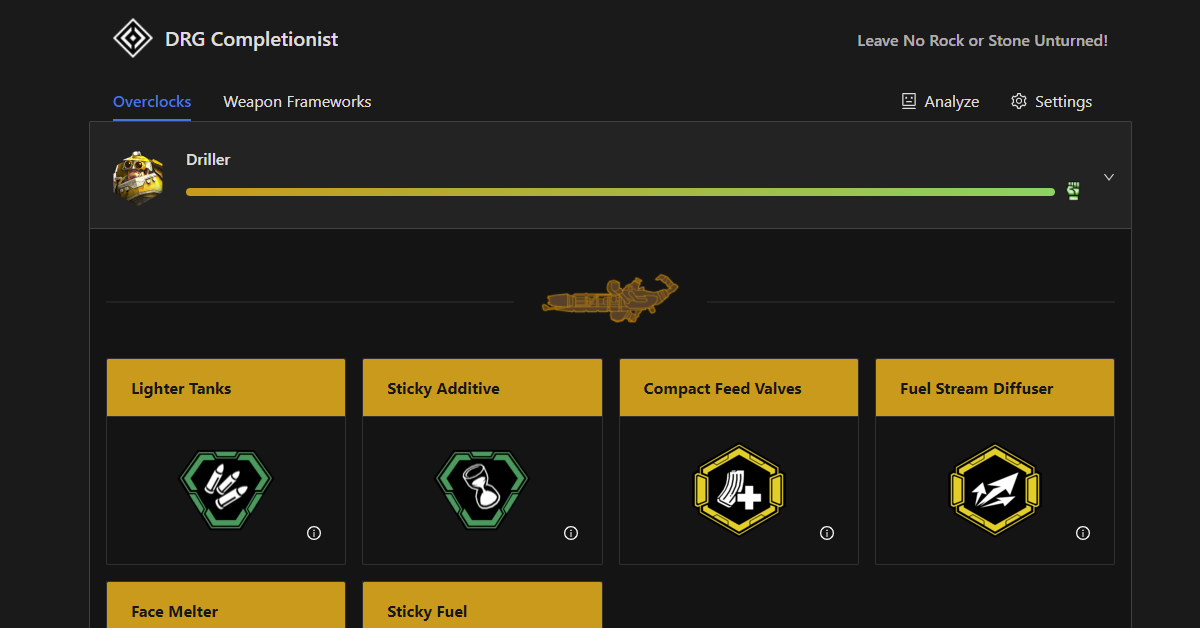 DRG Completionist
Leave No Rock or Stone Unturned!
Overclocks
Weapon Frameworks
Analyze
Settings
Driller
Lighter Tanks
Sticky Additive
Compact Feed Valves
Fuel Stream Diffuser
Face Melter
Sticky Fuel